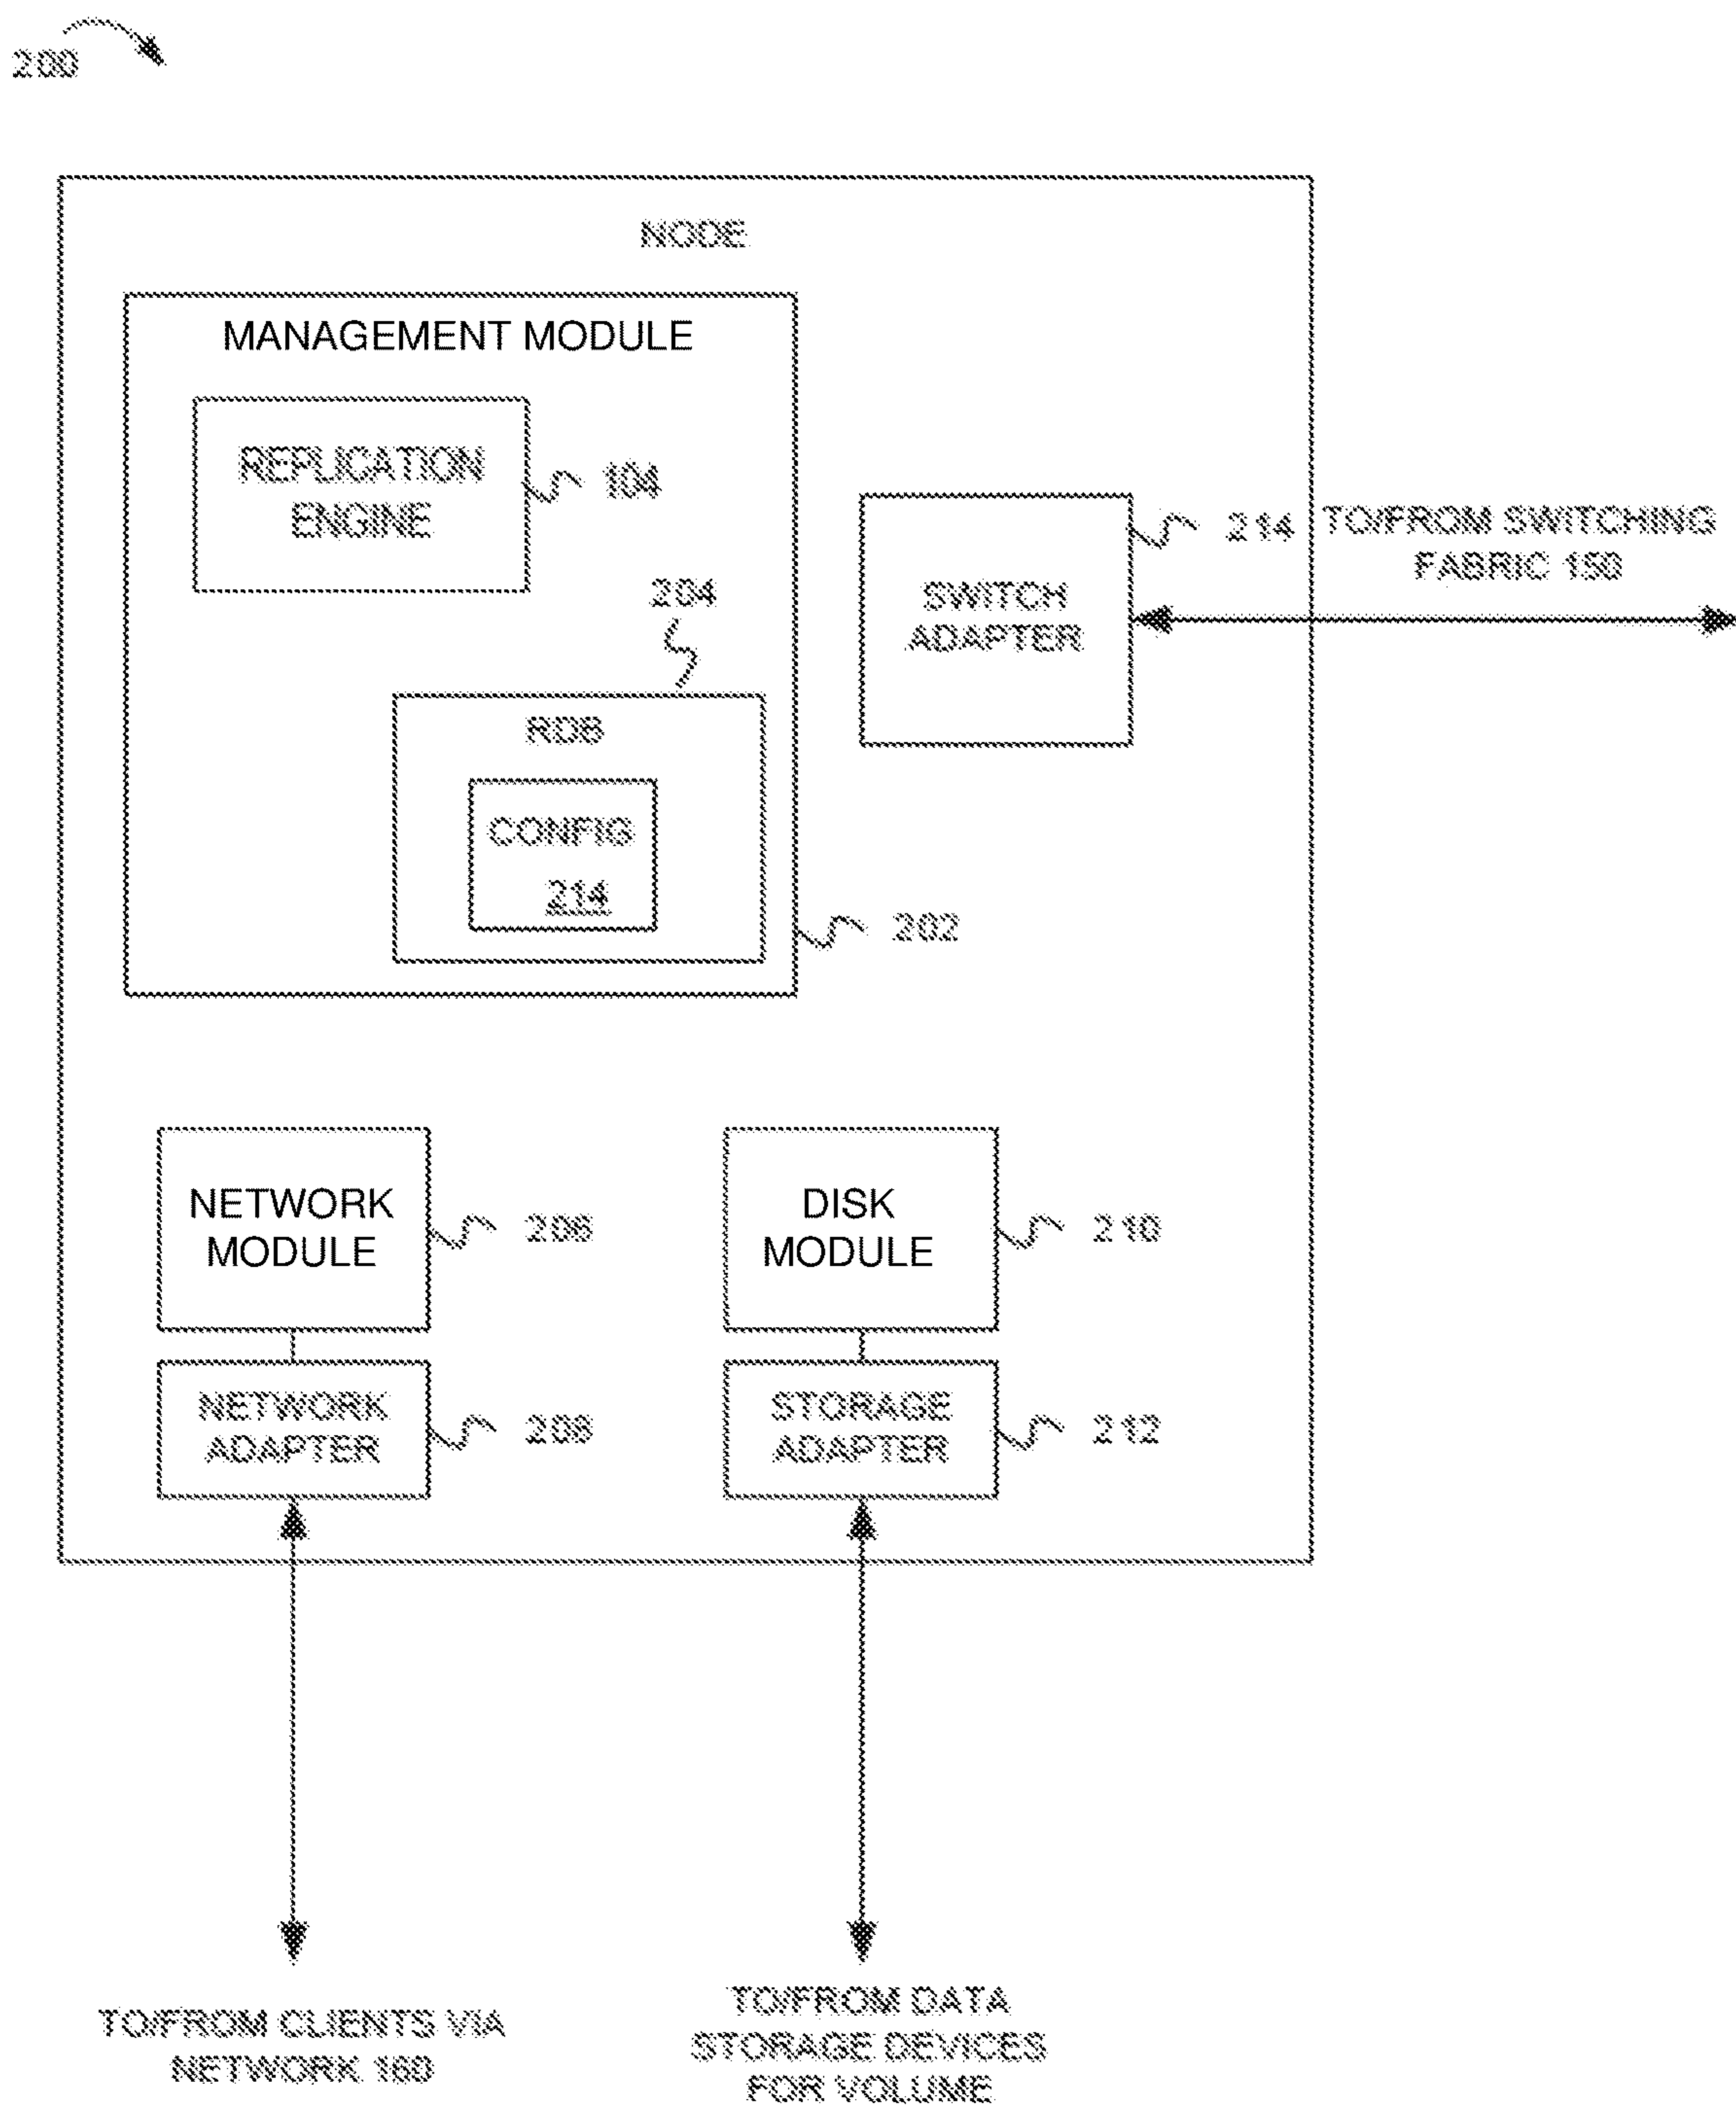 200
NODE
MANAGEMENT MODULE
REPLICATION
ENGINE
104
204
RDB
CONFIG
214
202
SWITCH
ADAPTER
214
TO/FROM SWITCHING
FABRIC 150
NETWORK
MODULE
206
DISK
MODULE
210
NETWORK
ADAPTER
208
STORAGE
ADAPTER
212
TO/FROM CLIENTS VIA
NETWORK 160
TO/FROM DATA
STORAGE DEVICES
FOR VOLUME